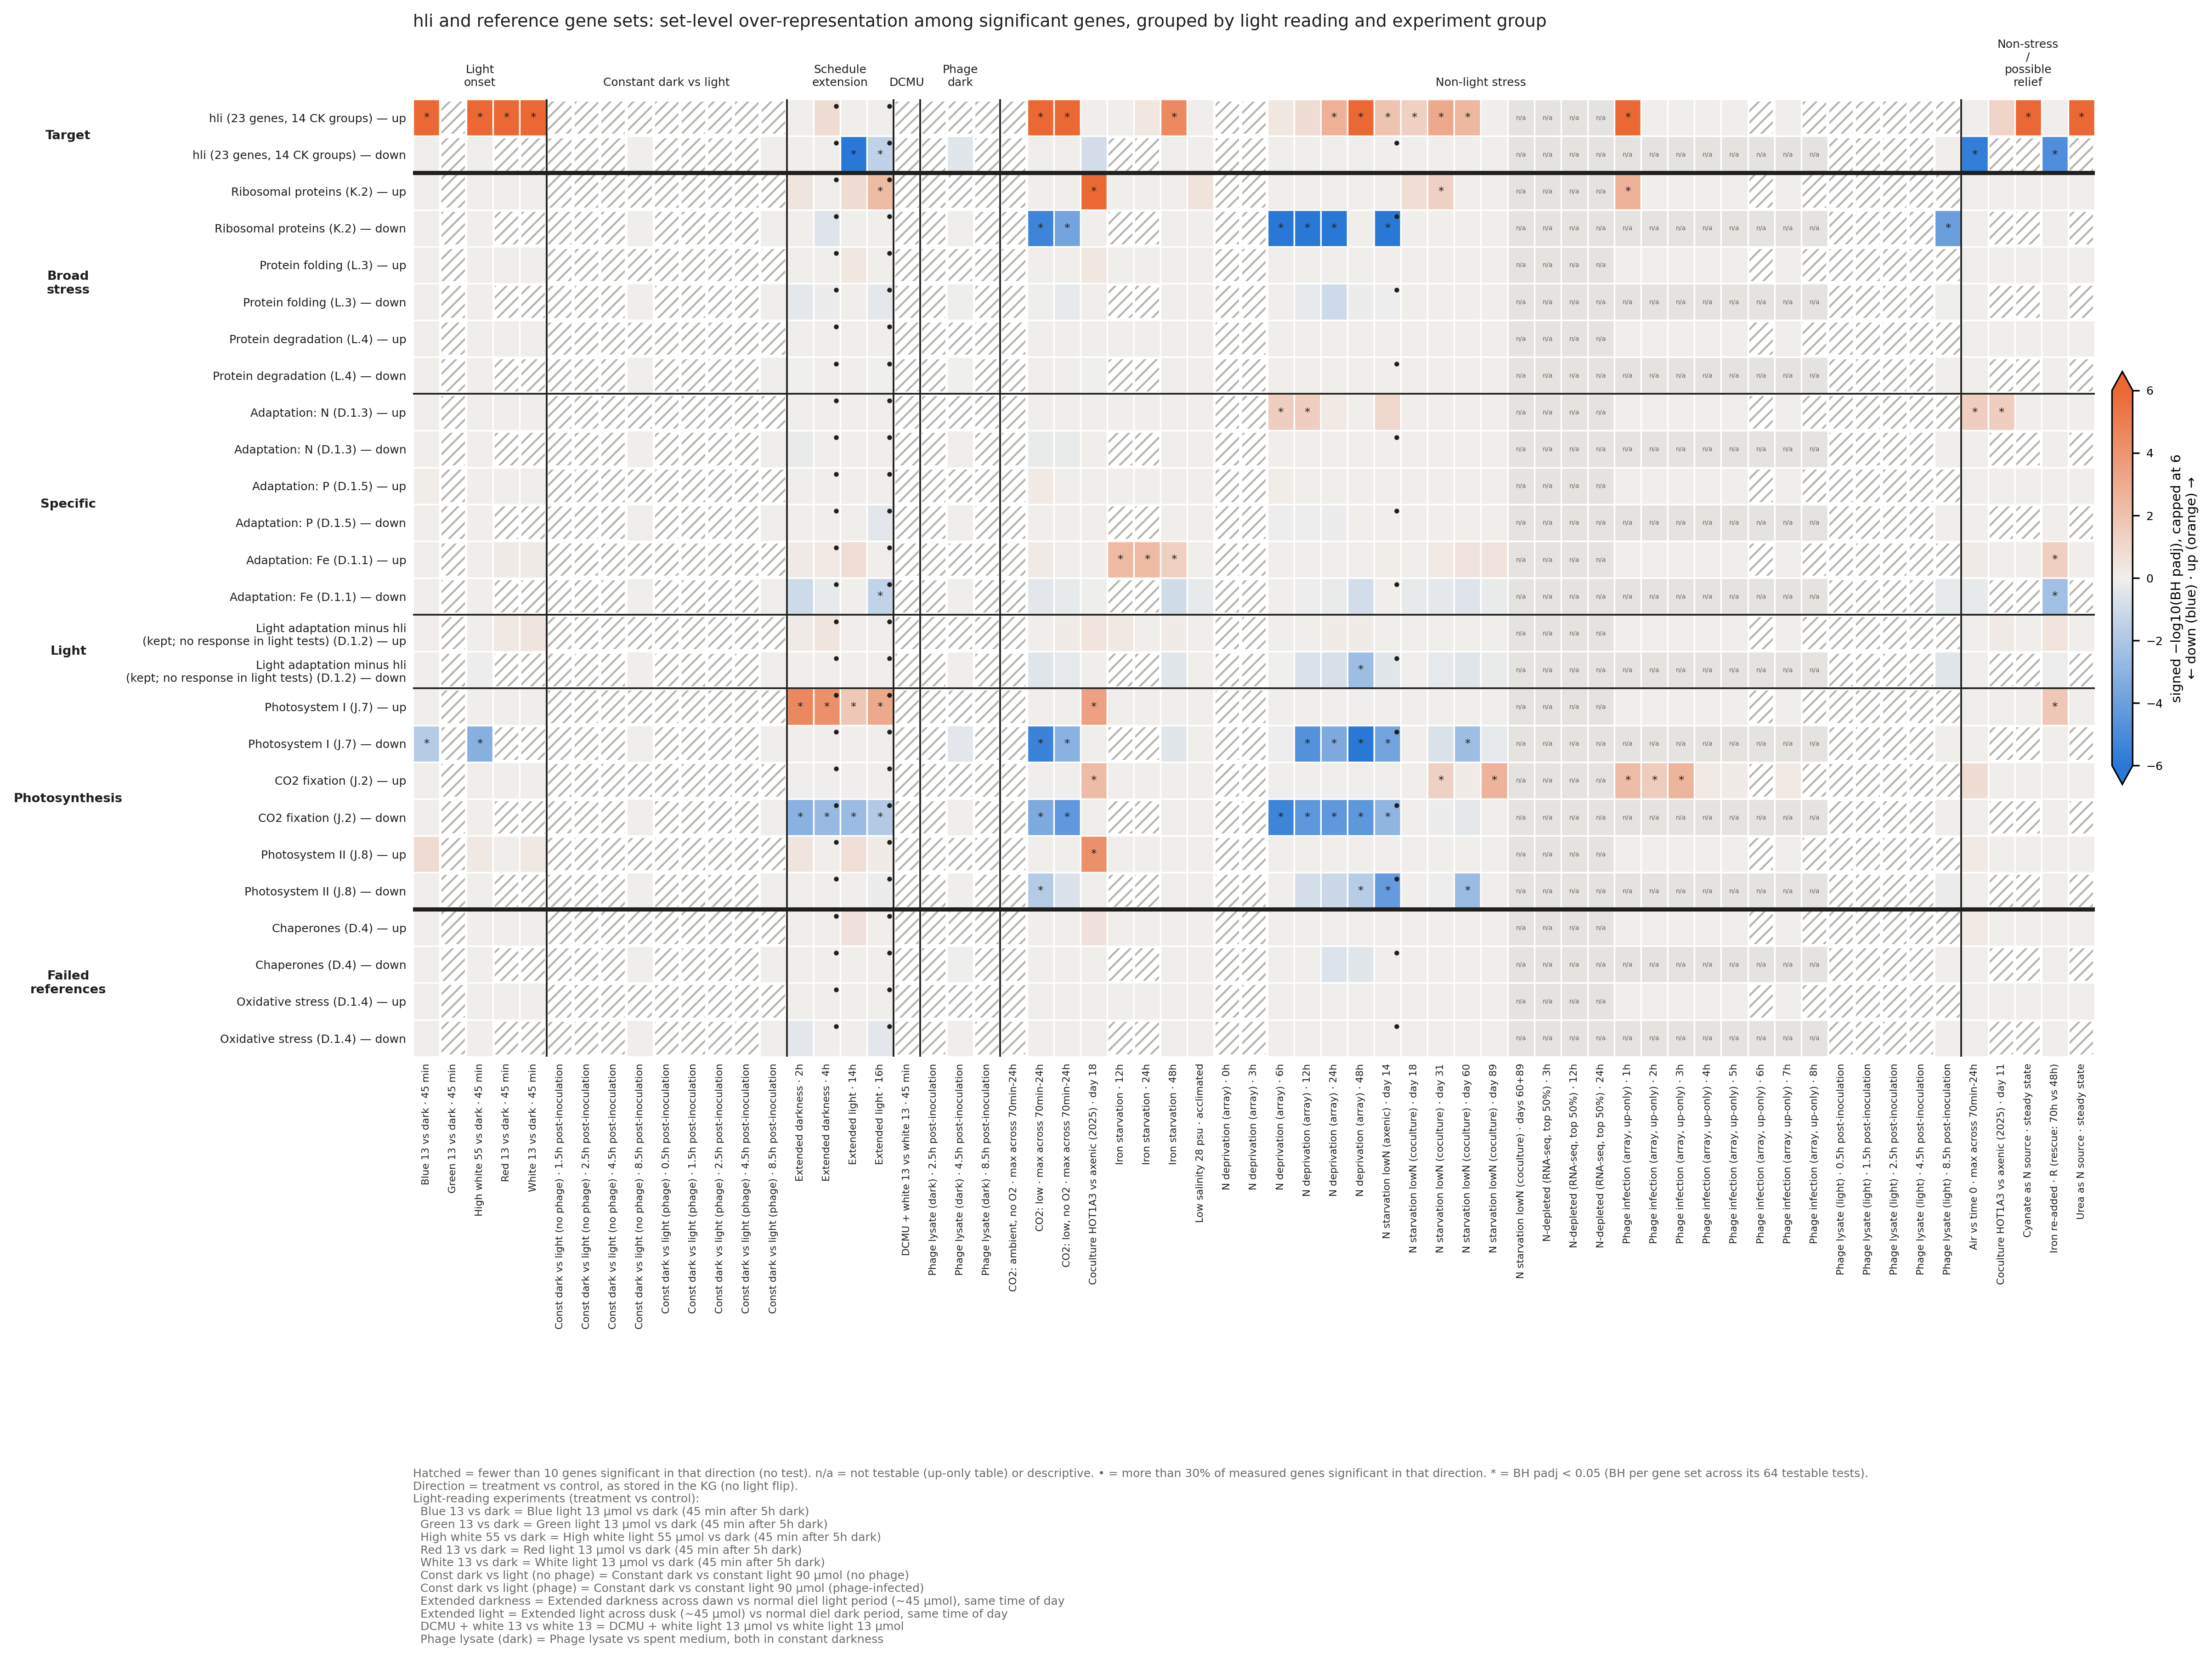 hli and reference gene sets: set-level over-representation among significant genes, grouped by light reading and experiment group
Light
onset
Constant dark vs light
Schedule
extension
DCMU
Phage
dark
Non-light stress
Non-stress
/
possible
relief
Target
hli (23 genes, 14 CK groups) — up
hli (23 genes, 14 CK groups) — down
Broad
stress
Ribosomal proteins (K.2) — up
Ribosomal proteins (K.2) — down
Protein folding (L.3) — up
Protein folding (L.3) — down
Protein degradation (L.4) — up
Protein degradation (L.4) — down
Specific
Adaptation: N (D.1.3) — up
Adaptation: N (D.1.3) — down
Adaptation: P (D.1.5) — up
Adaptation: P (D.1.5) — down
Adaptation: Fe (D.1.1) — up
Adaptation: Fe (D.1.1) — down
Light
Light adaptation minus hli
(kept; no response in light tests) (D.1.2) — up
Light adaptation minus hli
(kept; no response in light tests) (D.1.2) — down
Photosynthesis
Photosystem I (J.7) — up
Photosystem I (J.7) — down
CO2 fixation (J.2) — up
CO2 fixation (J.2) — down
Photosystem II (J.8) — up
Photosystem II (J.8) — down
Failed
references
Chaperones (D.4) — up
Chaperones (D.4) — down
Oxidative stress (D.1.4) — up
Oxidative stress (D.1.4) — down
6
4
2
0
−2
−4
−6
signed −log10(BH padj), capped at 6
← down (blue) · up (orange) →
Blue 13 vs dark · 45 min
Green 13 vs dark · 45 min
High white 55 vs dark · 45 min
Red 13 vs dark · 45 min
White 13 vs dark · 45 min
Const dark vs light (no phage) · 1.5h post-inoculation
Const dark vs light (no phage) · 2.5h post-inoculation
Const dark vs light (no phage) · 4.5h post-inoculation
Const dark vs light (no phage) · 8.5h post-inoculation
Const dark vs light (phage) · 0.5h post-inoculation
Const dark vs light (phage) · 1.5h post-inoculation
Const dark vs light (phage) · 2.5h post-inoculation
Const dark vs light (phage) · 4.5h post-inoculation
Const dark vs light (phage) · 8.5h post-inoculation
Extended darkness · 2h
Extended darkness · 4h
Extended light · 14h
Extended light · 16h
DCMU + white 13 vs white 13 · 45 min
Phage lysate (dark) · 2.5h post-inoculation
Phage lysate (dark) · 4.5h post-inoculation
Phage lysate (dark) · 8.5h post-inoculation
CO2: ambient, no O2 · max across 70min-24h
CO2: low · max across 70min-24h
CO2: low, no O2 · max across 70min-24h
Coculture HOT1A3 vs axenic (2025) · day 18
Iron starvation · 12h
Iron starvation · 24h
Iron starvation · 48h
Low salinity 28 psu · acclimated
N deprivation (array) · 0h
N deprivation (array) · 3h
N deprivation (array) · 6h
N deprivation (array) · 12h
N deprivation (array) · 24h
N deprivation (array) · 48h
N starvation lowN (axenic) · day 14
N starvation lowN (coculture) · day 18
N starvation lowN (coculture) · day 31
N starvation lowN (coculture) · day 60
N starvation lowN (coculture) · day 89
N starvation lowN (coculture) · days 60+89
N-depleted (RNA-seq, top 50%) · 3h
N-depleted (RNA-seq, top 50%) · 12h
N-depleted (RNA-seq, top 50%) · 24h
Phage infection (array, up-only) · 1h
Phage infection (array, up-only) · 2h
Phage infection (array, up-only) · 3h
Phage infection (array, up-only) · 4h
Phage infection (array, up-only) · 5h
Phage infection (array, up-only) · 6h
Phage infection (array, up-only) · 7h
Phage infection (array, up-only) · 8h
Phage lysate (light) · 0.5h post-inoculation
Phage lysate (light) · 1.5h post-inoculation
Phage lysate (light) · 2.5h post-inoculation
Phage lysate (light) · 4.5h post-inoculation
Phage lysate (light) · 8.5h post-inoculation
Air vs time 0 · max across 70min-24h
Coculture HOT1A3 vs axenic (2025) · day 11
Cyanate as N source · steady state
Iron re-added · R (rescue: 70h vs 48h)
Urea as N source · steady state
Hatched = fewer than 10 genes significant in that direction (no test). n/a = not testable (up-only table) or descriptive. • = more than 30% of measured genes significant in that direction. * = BH padj < 0.05 (BH per gene set across its 64 testable tests).
Direction = treatment vs control, as stored in the KG (no light flip).
Light-reading experiments (treatment vs control):
Blue 13 vs dark = Blue light 13 µmol vs dark (45 min after 5h dark)
Green 13 vs dark = Green light 13 µmol vs dark (45 min after 5h dark)
High white 55 vs dark = High white light 55 µmol vs dark (45 min after 5h dark)
Red 13 vs dark = Red light 13 µmol vs dark (45 min after 5h dark)
White 13 vs dark = White light 13 µmol vs dark (45 min after 5h dark)
Const dark vs light (no phage) = Constant dark vs constant light 90 µmol (no phage)
Const dark vs light (phage) = Constant dark vs constant light 90 µmol (phage-infected)
Extended darkness = Extended darkness across dawn vs normal diel light period (~45 µmol), same time of day
Extended light = Extended light across dusk (~45 µmol) vs normal diel dark period, same time of day
DCMU + white 13 vs white 13 = DCMU + white light 13 µmol vs white light 13 µmol
Phage lysate (dark) = Phage lysate vs spent medium, both in constant darkness